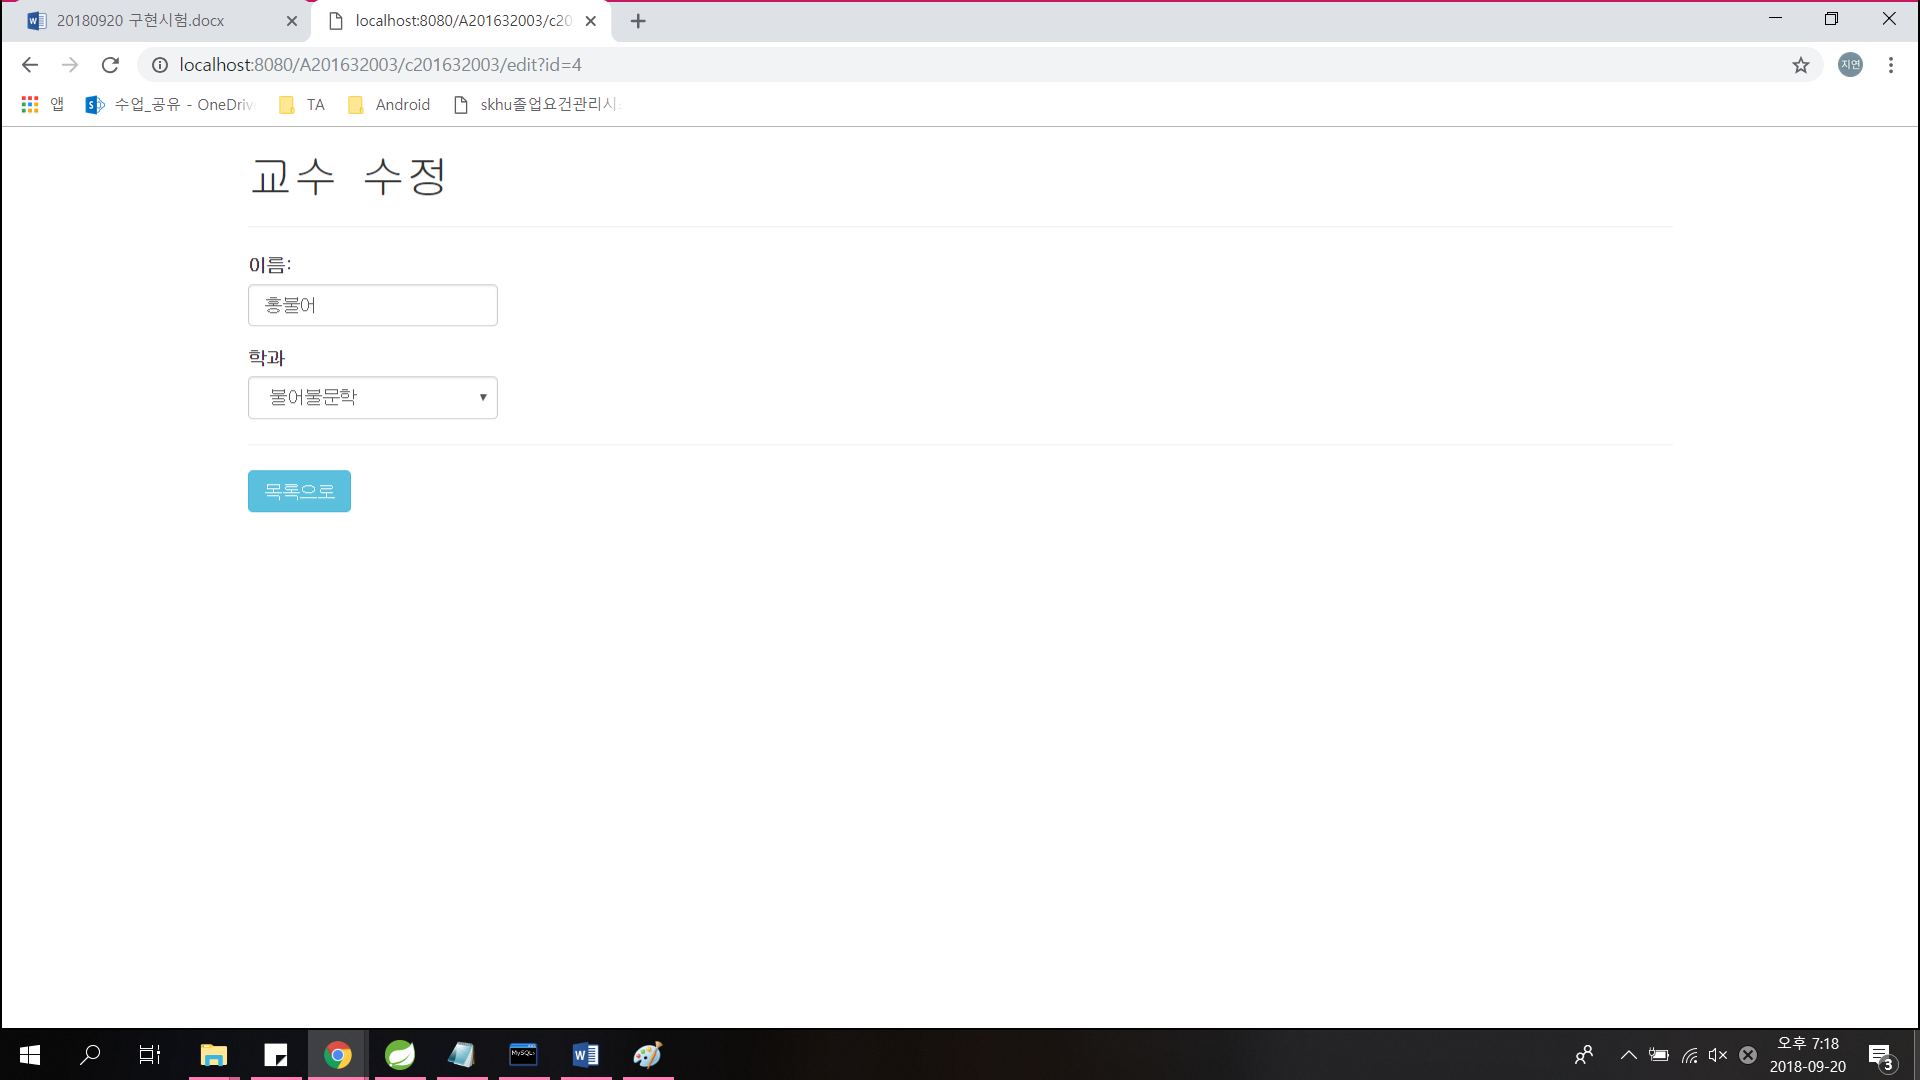 20180920 구현시험.docx
localhost:8080/A201632003/c20
localhost:8080/A201632003/c201632003/edit?id=4
지연
앱
수업_공유 - OneDriv
TA
Android
skhu졸업요건관리시
교수 수정
이름:
홍불어
학과
불어불문학
목록으로
MySQL
오후 7:18
2018-09-20
3